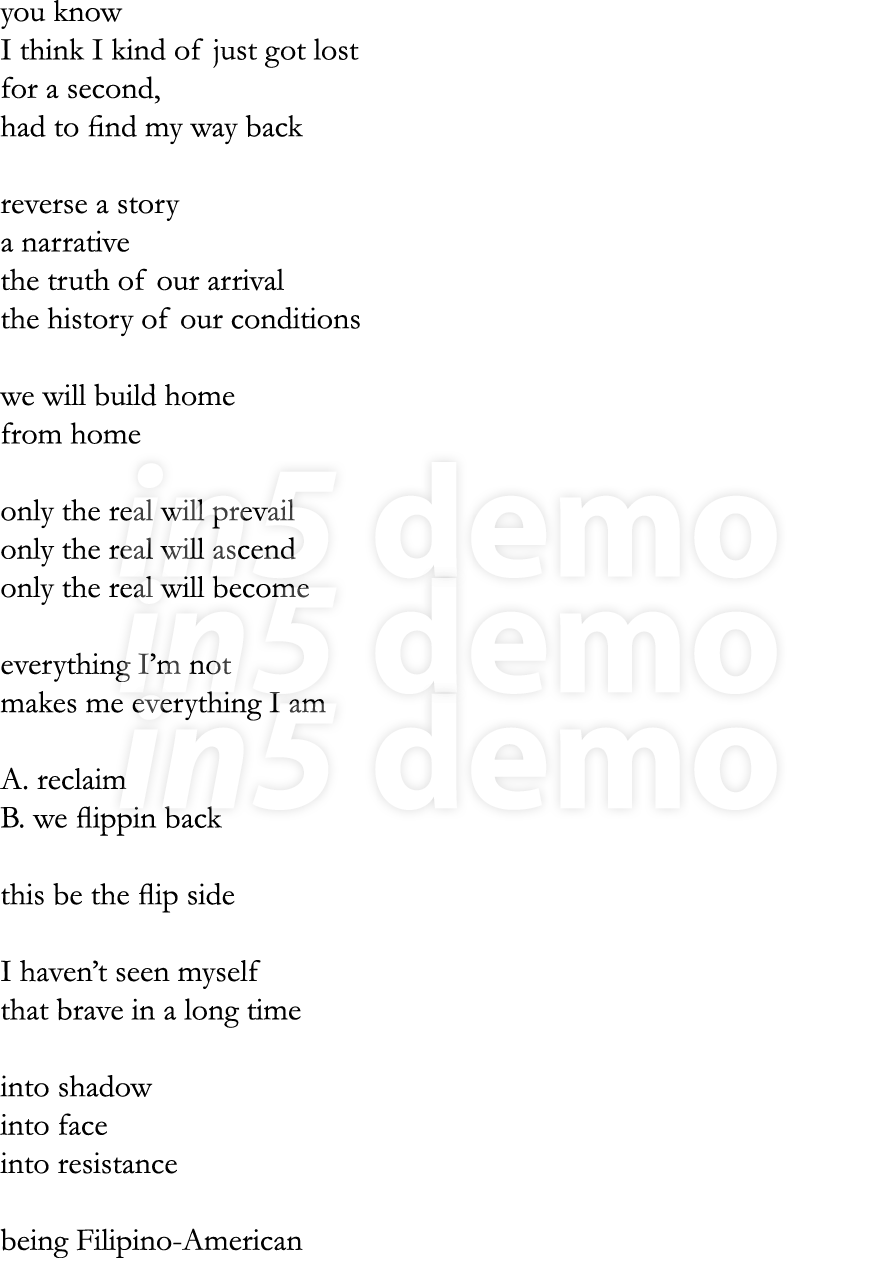 you know
I think I kind of just got lost
for a second,
had to find my way back
reverse a story
a narrative
the truth of our arrival
the history of our conditions
we will build home
from home
only the real will prevail
only the real will ascend
only the real will become
everything I’m not
makes me everything I am
A. reclaim
B. we flippin back
this be the flip side
I haven’t seen myself
that brave in a long time
into shadow
into face
into resistance
being Filipino-American
in5 demo
in5 demo
in5 demo